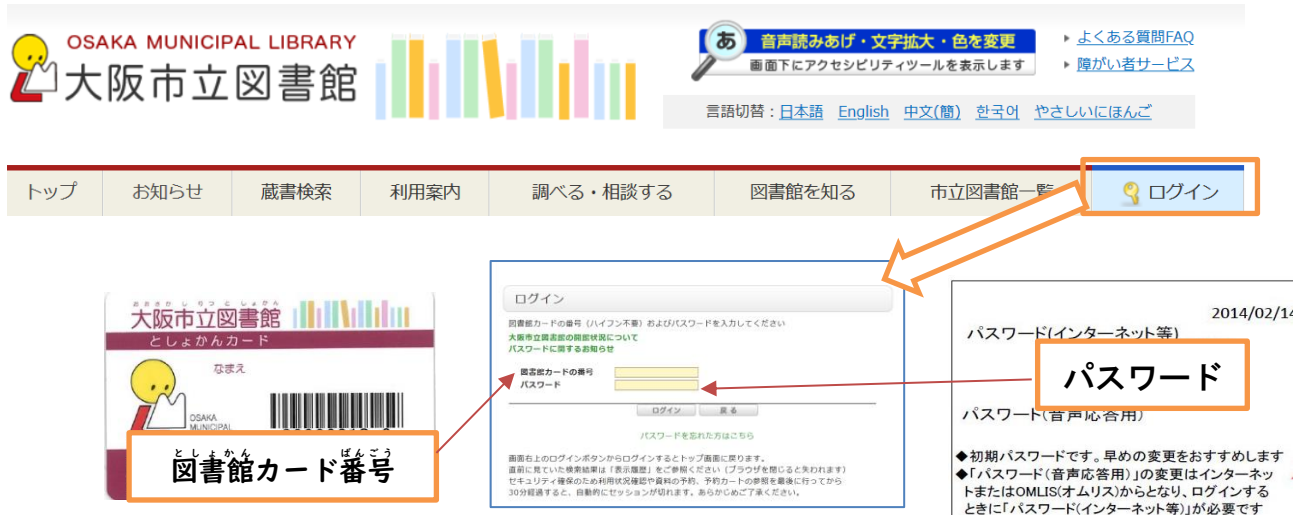 OSAKA MUNICIPAL LIBRARY
大阪市立図書館
あ 音声読みあげ・文字拡大・色を変更
画面下にアクセシビリティツールを表示します
よくある質問FAQ
障がい者サービス
言語切替：日本語 English 中文(簡) 한국어 やさしいにほんご
トップ お知らせ 蔵書検索 利用案内 調べる・相談する 図書館を知る 市立図書館一覧 ログイン
おおさかしりつとしょかん
大阪市立図書館
としょかんカード
なまえ
OSAKA
MUNICIPAL
としょかん ばんごう
図書館カード番号
ログイン
図書館カードの番号（ハイフン不要）およびパスワードを入力してください
大阪市立図書館の開館状況について
パスワードに関するお知らせ
図書館カードの番号
パスワード
ログイン 戻る
パスワードを忘れた方はこちら
画面右上のログインボタンからログインするとトップ画面に戻ります。
直前に見ていた検索結果は「表示履歴」をご参照ください（ブラウザを閉じると失われます）
セキュリティ確保のため利用状況確認や資料の予約、予約カートの参照を最後に行ってから
30分経過すると、自動的にセッションが切れます。あらかじめご了承ください。
2014/02/14
パスワード(インターネット等)
パスワード
パスワード(音声応答用)
◆初期パスワードです。早めの変更をおすすめします
◆「パスワード(音声応答用)」の変更はインターネッ
トまたはOMLIS(オムリス)からとなり、ログインする
ときに「パスワード(インターネット等)」が必要です